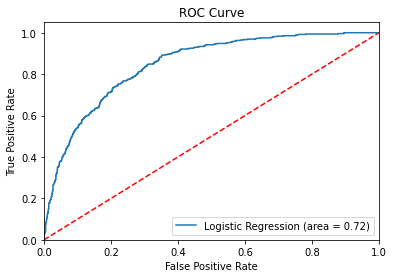 ROC Curve
True Positive Rate
1.0
0.8
0.6
0.4
0.2
0.0
Logistic Regression (area = 0.72)
0.0 0.2 0.4 0.6 0.8 1.0
False Positive Rate